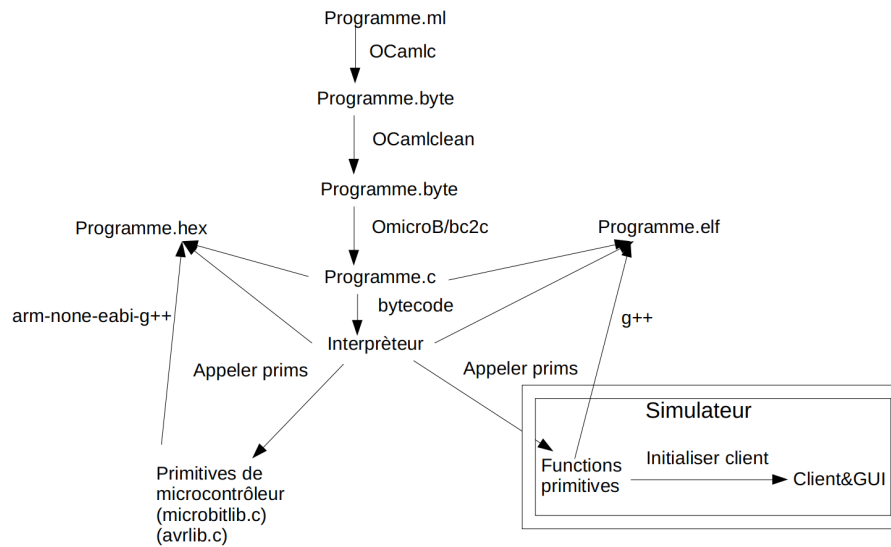 Programme.ml
OCamlc
Programme.byte
OCamlclean
Programme.byte
Programme.hex
OmicroB/bc2c
Programme.elf
Programme.c
bytecode
arm-none-eabi-g++
g++
Interprèteur
Appeler prims
Appeler prims
Simulateur
Initialiser client
Functions
primitives
Client&GUI
Primitives de
microcontrôleur
(microbitlib.c)
(avrlib.c)